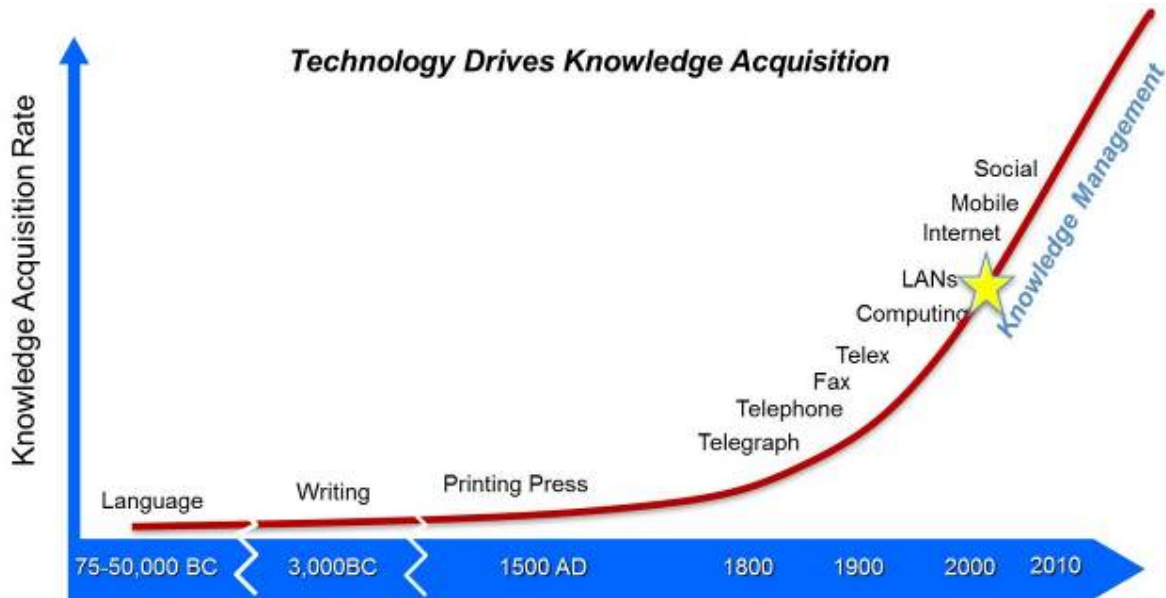 Technology Drives Knowledge Acquisition
Knowledge Acquisition Rate
Social
Mobile
Internet
LANs
Computing
Telex
Fax
Telephone
Telegraph
Printing Press
Writing
Language
Knowledge Management
75-50,000 BC
3,000BC
1500 AD
1800
1900
2000
2010